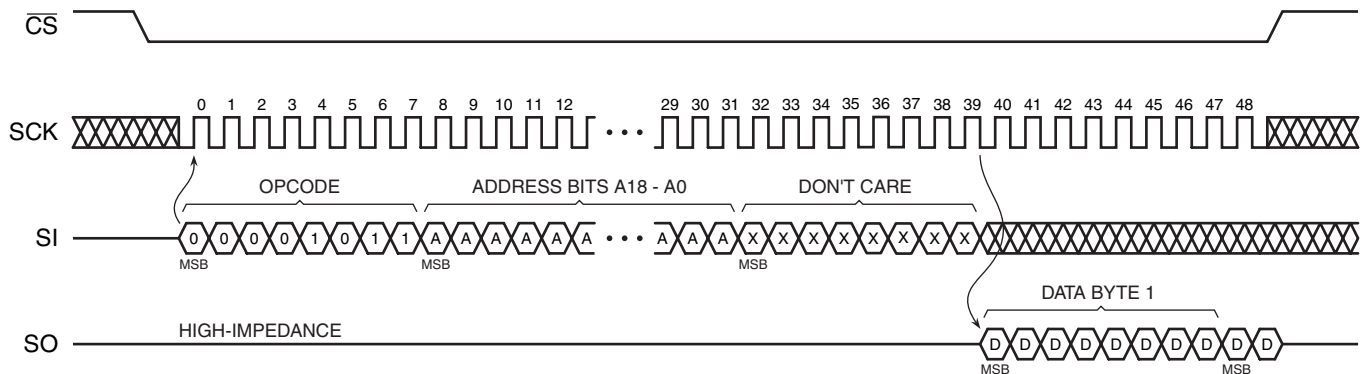 CS
0 1 2 3 4 5 6 7 8 9 10 11 12 29 30 31 32 33 34 35 36 37 38 39 40 41 42 43 44 45 46 47 48
SCK
OPCODE ADDRESS BITS A18 - A0 DON'T CARE
SI 0 0 0 0 1 0 1 1 A A A A A A A A A X X X X X X X X
MSB MSB MSB
DATA BYTE 1
HIGH-IMPEDANCE
SO D D D D D D D D D D
MSB MSB